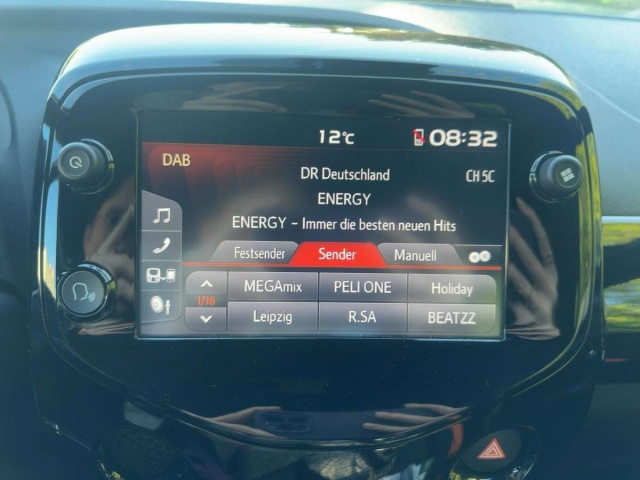 12°C 08:32
DAB
DR Deutschland CH 5C
ENERGY
ENERGY – Immer die besten neuen Hits
Festsender Sender Manuell
MEGAmix PELI ONE Holiday
1/16
Leipzig R.SA BEATZZ